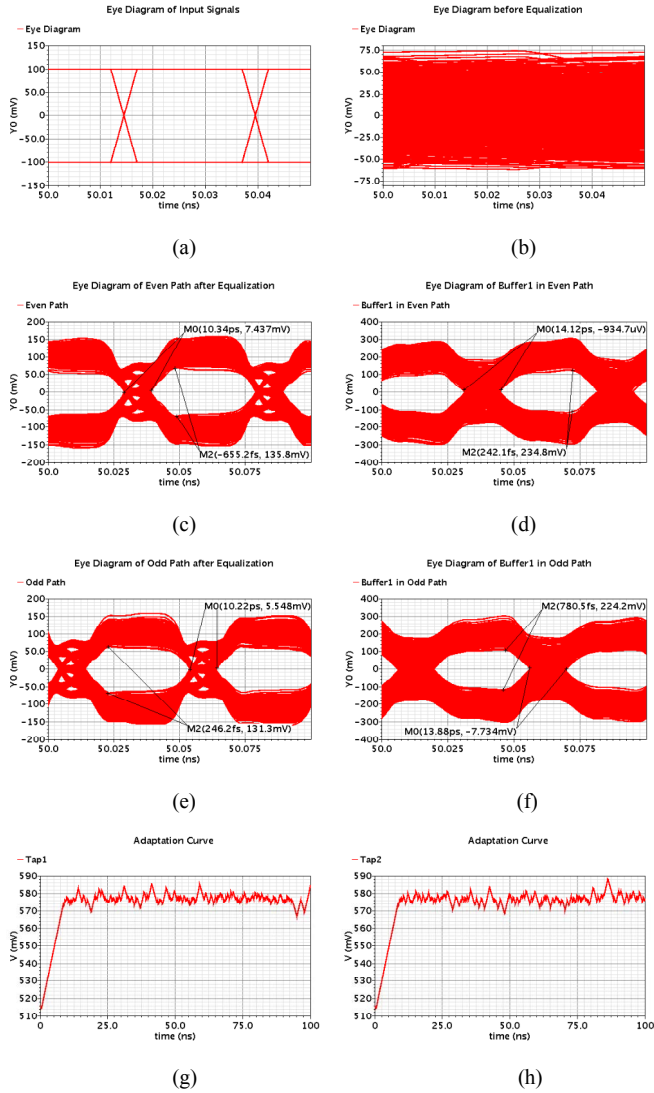 Eye Diagram of Input Signals
Eye Diagram
150
100
50
0
-50
-100
-150
Y0 (mV)
50.0
50.01
50.02
50.03
50.04
time (ns)
(a)
Eye Diagram before Equalization
Eye Diagram
75.0
50.0
25.0
0
-25.0
-50.0
-75.0
Y0 (mV)
50.0
50.01
50.02
50.03
50.04
time (ns)
(b)
Eye Diagram of Even Path after Equalization
Even Path
200
150
100
50
0
-50.0
-100
-150
-200
Y0 (mV)
M0(10.34ps, 7.437mV)
M2(-655.2fs, 135.8mV)
50.0
50.025
50.05
50.075
time (ns)
(c)
Eye Diagram of Buffer1 in Even Path
Buffer1 in Even Path
400
300
200
100
0
-100
-200
-300
-400
Y0 (mV)
M0(14.12ps, -934.7uV)
M2(242.1fs, 234.8mV)
50.0
50.025
50.05
50.075
time (ns)
(d)
Eye Diagram of Odd Path after Equalization
Odd Path
200
150
100
50
0
-50.0
-100
-150
-200
Y0 (mV)
M0(10.22ps, 5.548mV)
M2(246.2fs, 131.3mV)
50.0
50.025
50.05
50.075
time (ns)
(e)
Eye Diagram of Buffer1 in Odd Path
Buffer1 in Odd Path
400
300
200
100
0
-100
-200
-300
-400
Y0 (mV)
M2(780.5fs, 224.2mV)
M0(13.88ps, -7.734mV)
50.0
50.025
50.05
50.075
time (ns)
(f)
Adaptation Curve
Tap1
590
580
570
560
550
540
530
520
510
V (mV)
0
25.0
50.0
75.0
100
time (ns)
(g)
Adaptation Curve
Tap2
590
580
570
560
550
540
530
520
510
V (mV)
0
25.0
50.0
75.0
100
time (ns)
(h)